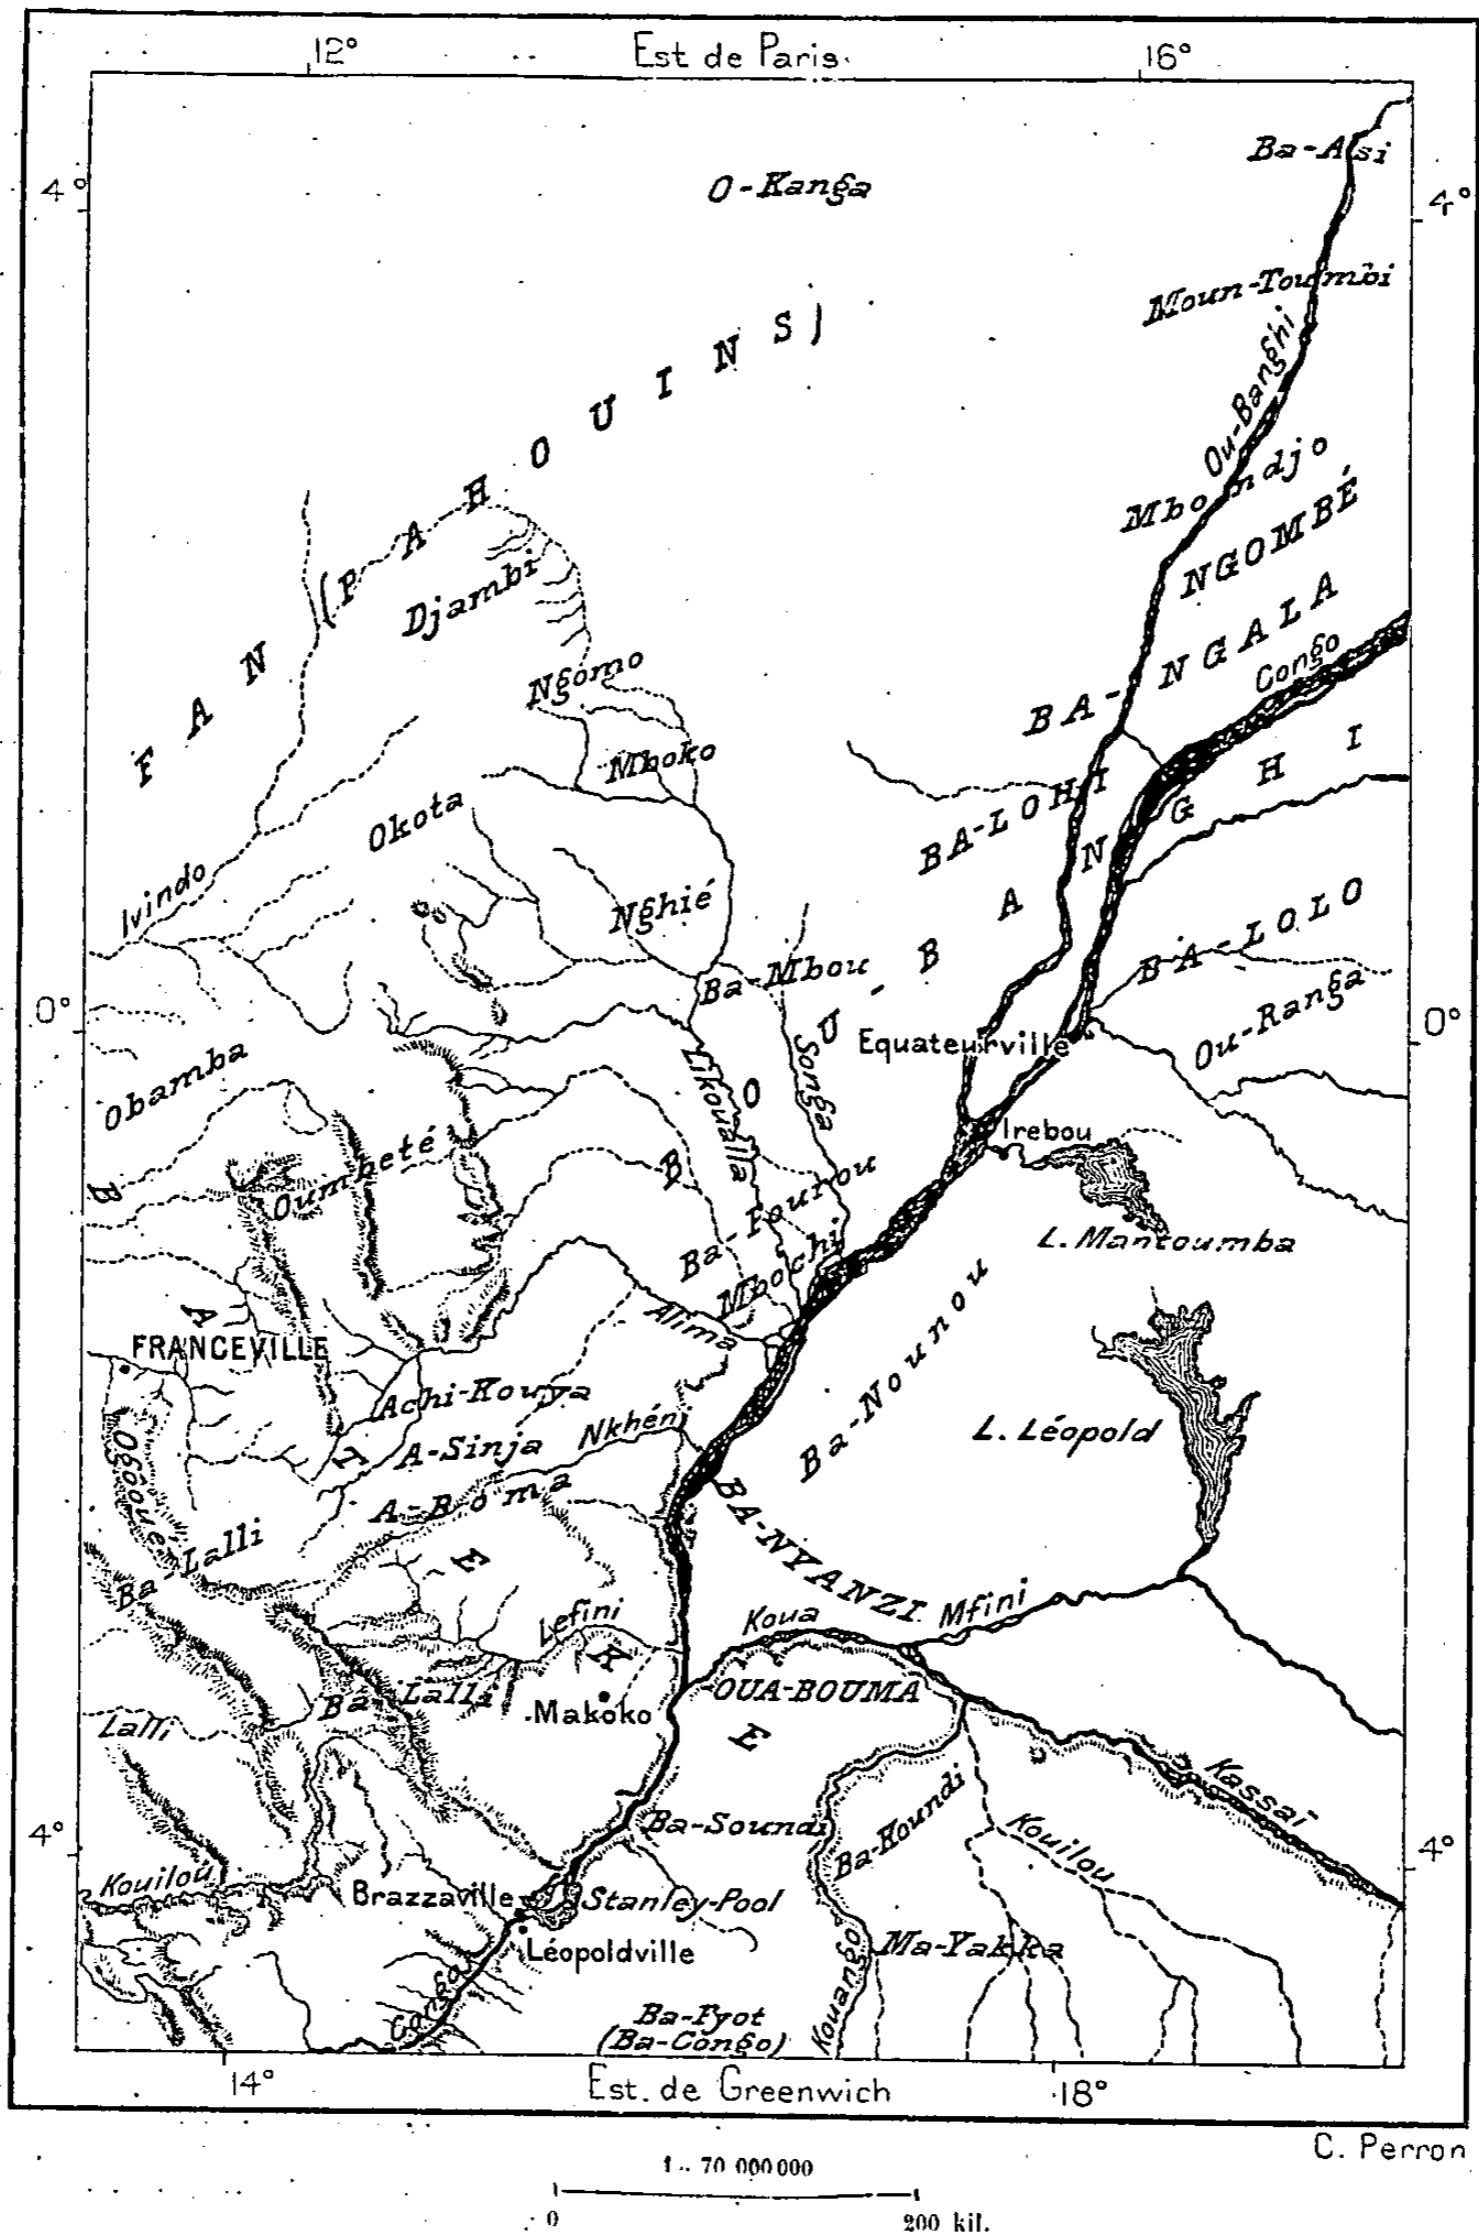 12° Est de Paris. 16°
Ba-Asi
4° O-Kanga 4°
Moun-Toumbi
Ou-Banghi
Mbondjo
NGOMBÉ
FAN (PAHOUINS)
Djambi
BA-NGALA
Congo
Ngomo
Mboko
Okota
BA-LOHI
OU-BANGHI
Ivindo
Nghié
BA-LOLO
Ba-Mbou
Ou-Ranga
0° Equateurville 0°
Songa
Likoualla
Obamba
Irebou
Oumbeté
Ba-Fourou
Mbochi
L. Mantoumba
Alima
FRANCEVILLE
Ba-Nounou
Achi-Kouya
L. Léopold
Nkhéni
A-Sinja
Ogooué
A-Boma
BA-NYANZI
Ba-Lalli
Mfini
Koua
Lefini
BATEKE
OUA-BOUMA
Ba-Lalli
Makoko
Lalli
Kassaï
4° Ba-Soundi 4°
Ba-Houndi
Kouilou
Kouilou
Brazzaville
Stanley-Pool
Léopoldville
Ma-Yakka
Kouango
Congo
Ba-Fyot
(Ba-Congo)
14° Est. de Greenwich 18°
C. Perron
1 .. 70 000 000
0 200 kil.